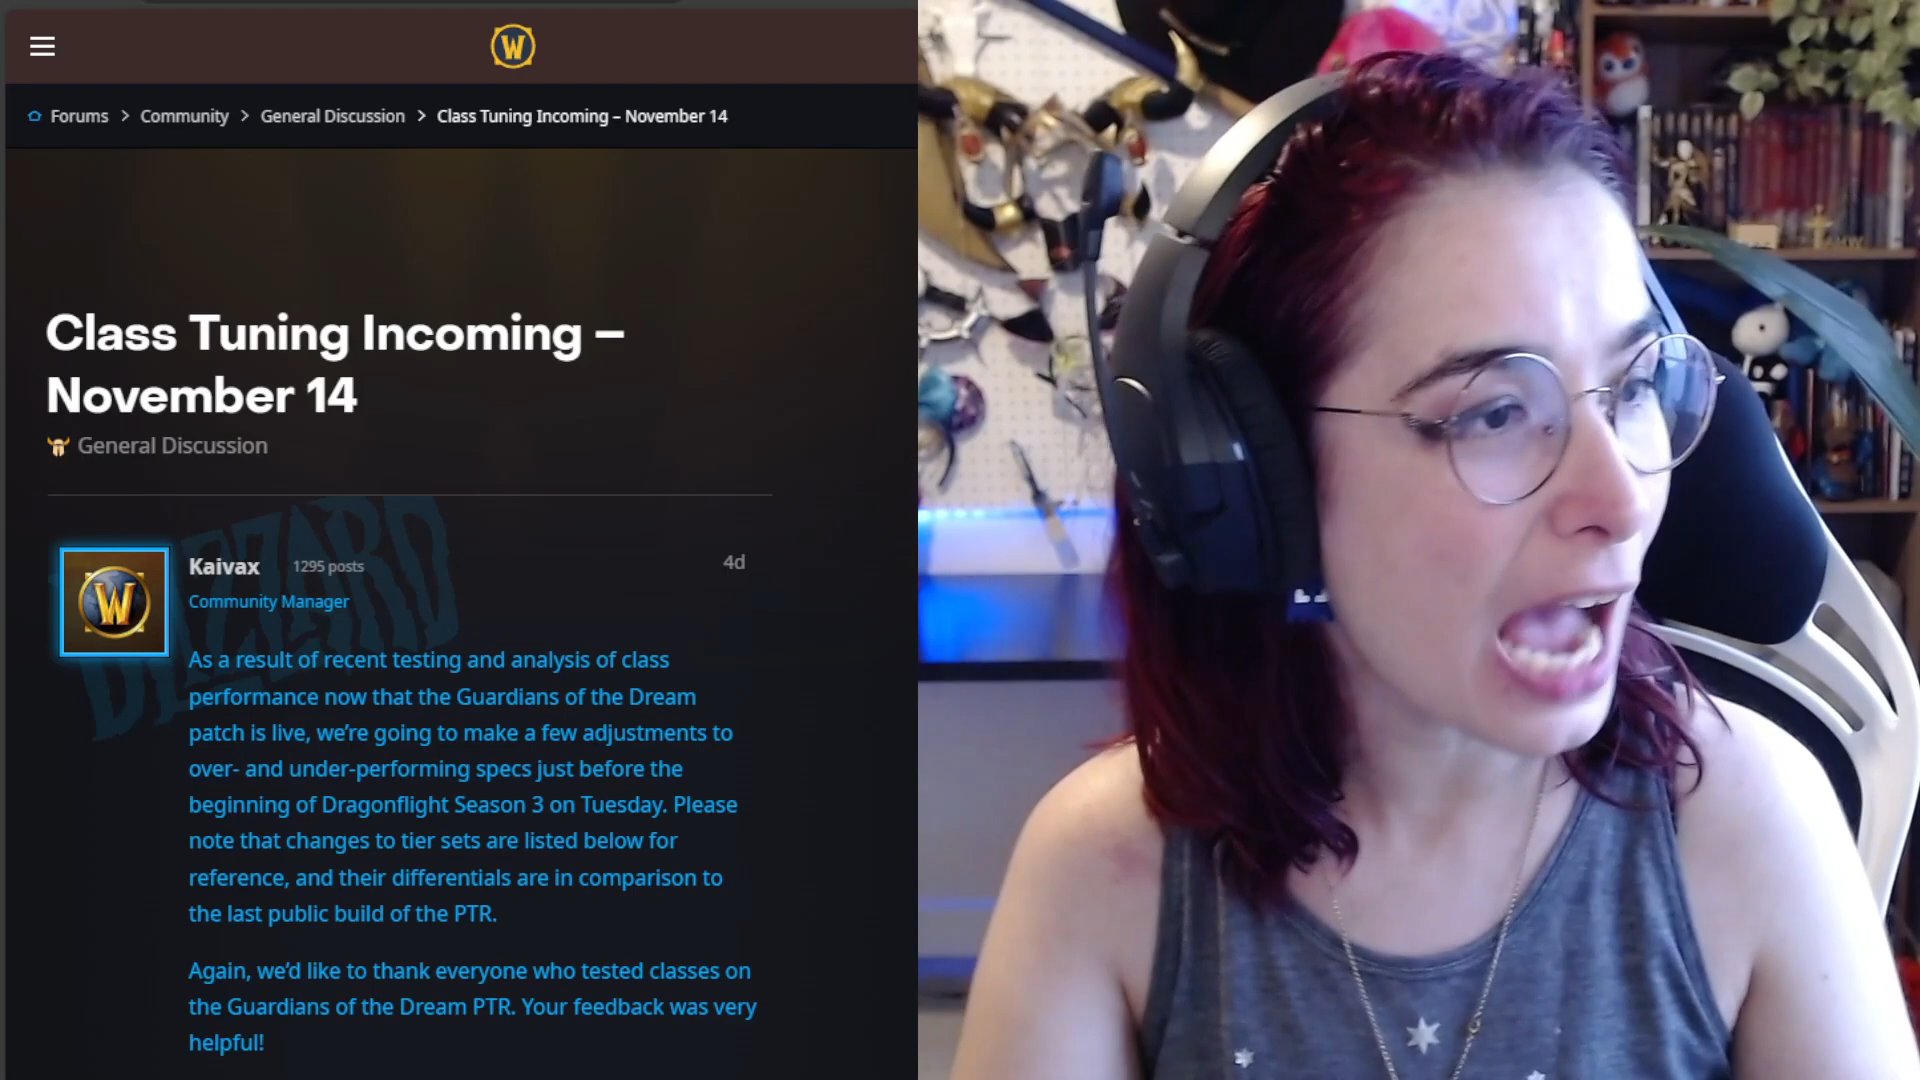 W
Forums > Community > General Discussion > Class Tuning Incoming – November 14
Class Tuning Incoming –
November 14
General Discussion
BLIZZARD
W
Kaivax 1295 posts 4d
Community Manager
As a result of recent testing and analysis of class
performance now that the Guardians of the Dream
patch is live, we’re going to make a few adjustments to
over- and under-performing specs just before the
beginning of Dragonflight Season 3 on Tuesday. Please
note that changes to tier sets are listed below for
reference, and their differentials are in comparison to
the last public build of the PTR.
Again, we’d like to thank everyone who tested classes on
the Guardians of the Dream PTR. Your feedback was very
helpful!